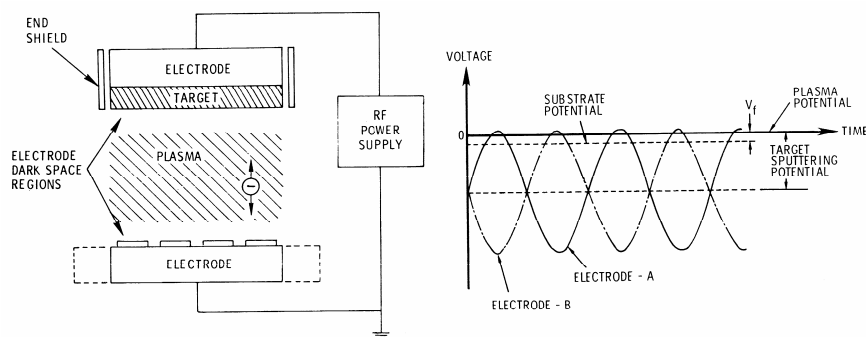 END
SHIELD
ELECTRODE
TARGET
ELECTRODE
DARK SPACE
REGIONS
PLASMA
RF
POWER
SUPPLY
ELECTRODE
VOLTAGE
0
SUBSTRATE
POTENTIAL
Vf
PLASMA
POTENTIAL
TIME
TARGET
SPUTTERING
POTENTIAL
ELECTRODE - A
ELECTRODE - B